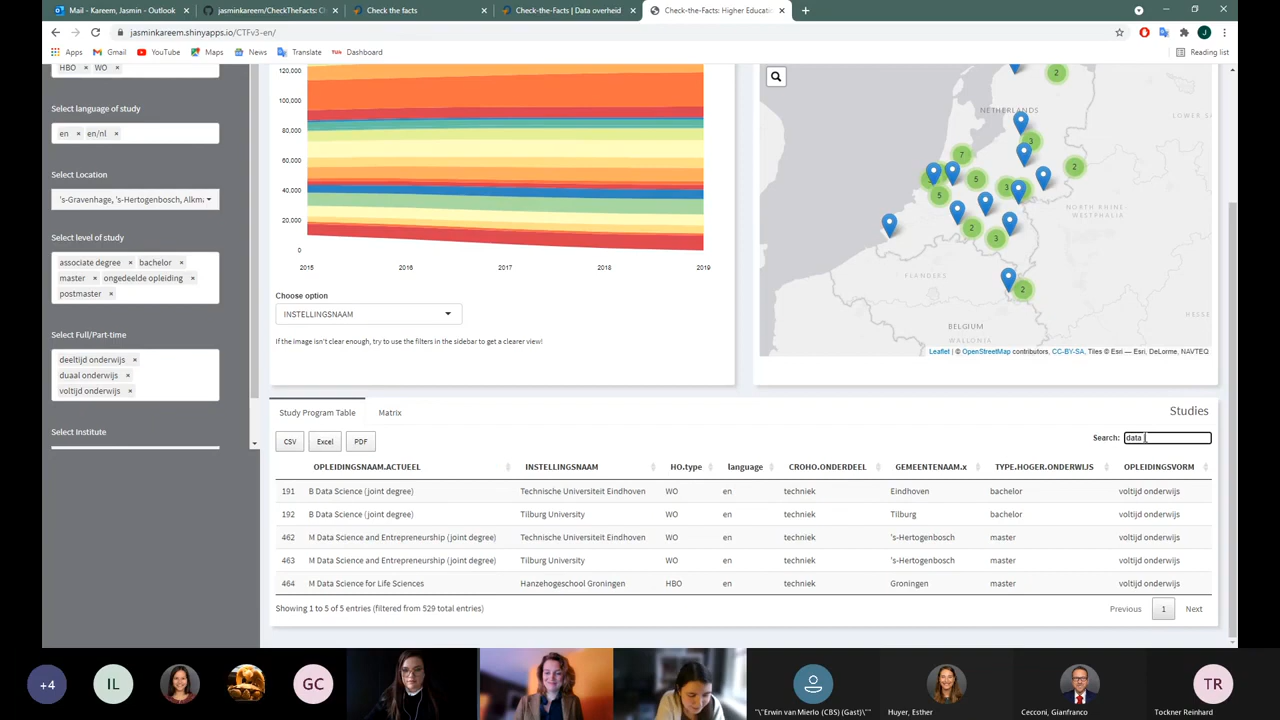 Mail - Kareem, Jasmin - Outlook
jasminkareem/CheckTheFacts: C
Check the facts
Check-the-Facts | Data overheid
Check-the-Facts: Higher Educati
jasminkareem.shinyapps.io/CTFv3-en/
Apps
Gmail
YouTube
Maps
News
Translate
Dashboard
Reading list
HBO × WO ×
Select language of study
en × en/nl ×
Select Location
's-Gravenhage, 's-Hertogenbosch, Alkma
Select level of study
associate degree × bachelor ×
master × ongedeelde opleiding ×
postmaster ×
Select Full/Part-time
deeltijd onderwijs ×
duaal onderwijs ×
voltijd onderwijs ×
Select Institute
120,000
100,000
80,000
60,000
40,000
20,000
0
2015 2016 2017 2018 2019
Choose option
INSTELLINGSNAAM
If the image isn't clear enough, try to use the filters in the sidebar to get a clearer view!
2
NETHERLANDS
LOWER S
3
7
2
5
3
5
NORTH RHINE-
WESTPHALIA
2
3
FLANDERS
HESSE
2
BELGIUM
WALLONIA
Leaflet | © OpenStreetMap contributors, CC-BY-SA, Tiles © Esri — Esri, DeLorme, NAVTEQ
Study Program Table Matrix Studies
CSV Excel PDF Search: data
OPLEIDINGSNAAM.ACTUEEL INSTELLINGSNAAM HO.type language CROHO.ONDERDEEL GEMEENTENAAM.x TYPE.HOGER.ONDERWIJS OPLEIDINGSVORM
191 B Data Science (joint degree) Technische Universiteit Eindhoven WO en techniek Eindhoven bachelor voltijd onderwijs
192 B Data Science (joint degree) Tilburg University WO en techniek Tilburg bachelor voltijd onderwijs
462 M Data Science and Entrepreneurship (joint degree) Technische Universiteit Eindhoven WO en techniek 's-Hertogenbosch master voltijd onderwijs
463 M Data Science and Entrepreneurship (joint degree) Tilburg University WO en techniek 's-Hertogenbosch master voltijd onderwijs
464 M Data Science for Life Sciences Hanzehogeschool Groningen HBO en techniek Groningen master voltijd onderwijs
Showing 1 to 5 of 5 entries (filtered from 529 total entries) Previous 1 Next
+4
IL
GC
"\"Erwin van Mierlo (CBS) (Gast)\""
Huyer, Esther
Cecconi, Gianfranco
TR
Tockner Reinhard